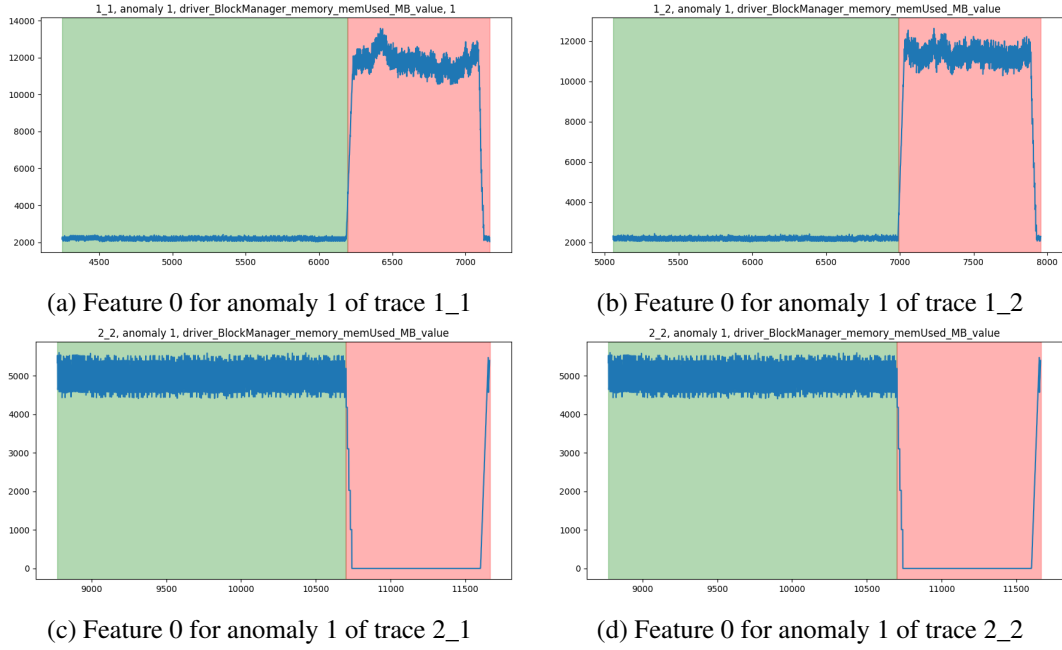 1_1, anomaly 1, driver_BlockManager_memory_memUsed_MB_value, 1
14000
12000
10000
8000
6000
4000
2000
4500 5000 5500 6000 6500 7000
(a) Feature 0 for anomaly 1 of trace 1_1
1_2, anomaly 1, driver_BlockManager_memory_memUsed_MB_value
12000
10000
8000
6000
4000
2000
5000 5500 6000 6500 7000 7500 8000
(b) Feature 0 for anomaly 1 of trace 1_2
2_2, anomaly 1, driver_BlockManager_memory_memUsed_MB_value
5000
4000
3000
2000
1000
0
9000 9500 10000 10500 11000 11500
(c) Feature 0 for anomaly 1 of trace 2_1
2_2, anomaly 1, driver_BlockManager_memory_memUsed_MB_value
5000
4000
3000
2000
1000
0
9000 9500 10000 10500 11000 11500
(d) Feature 0 for anomaly 1 of trace 2_2